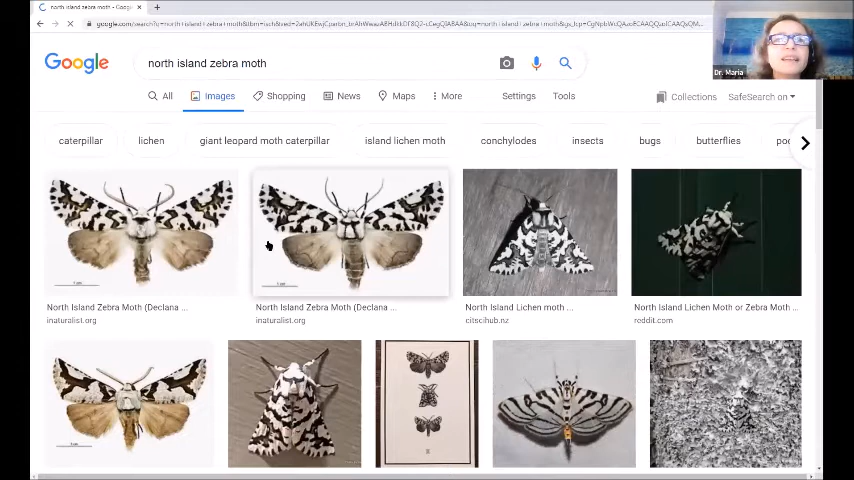 north island zebra moth - Googl
Google
north island zebra moth
All
Images
Shopping
News
Maps
More
Settings
Tools
Collections
SafeSearch on
Dr. Maria
caterpillar
lichen
giant leopard moth caterpillar
island lichen moth
conchylodes
insects
bugs
butterflies
North Island Zebra Moth (Declana ...
inaturalist.org
North Island Zebra Moth (Declana ...
inaturalist.org
North Island Lichen moth ...
citscihub.nz
North Island Lichen Moth or Zebra Moth ...
reddit.com